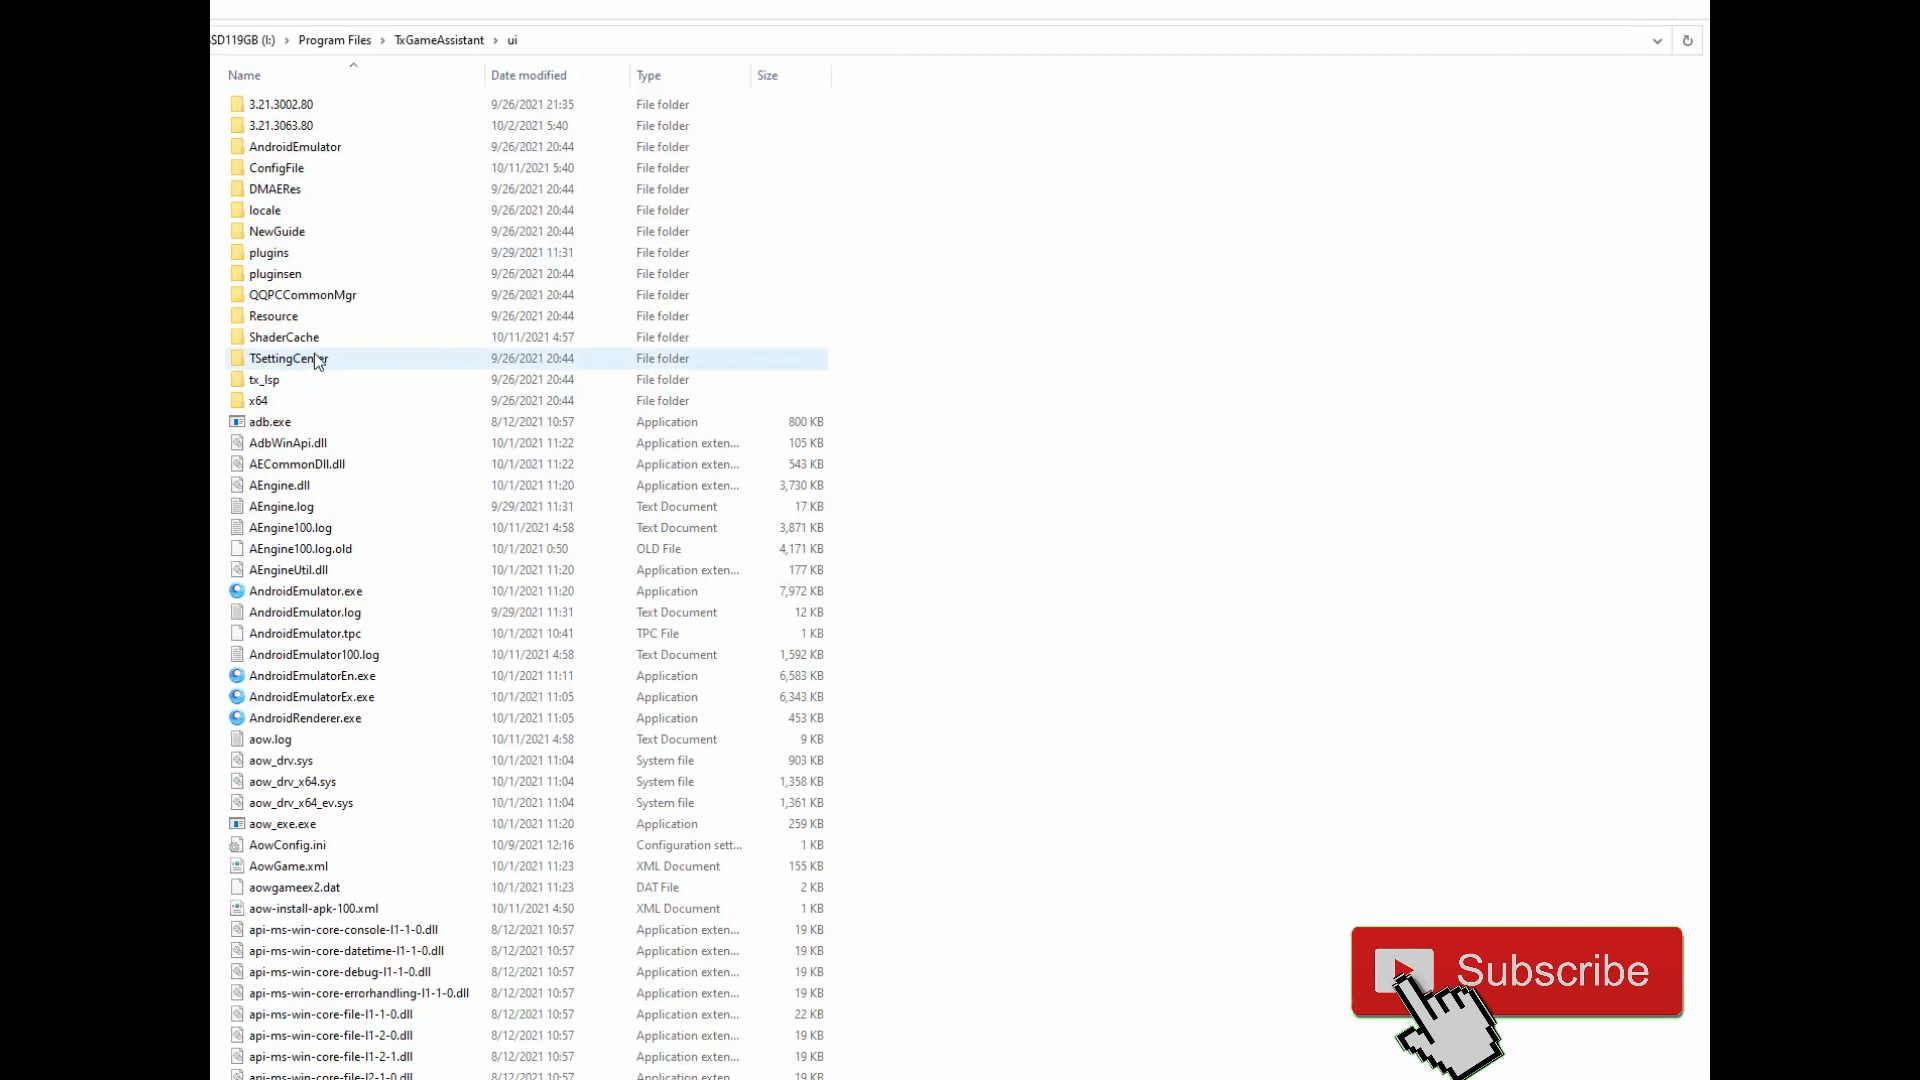 SD119GB (I:) > Program Files > TxGameAssistant > ui
Name Date modified Type Size
3.21.3002.80 9/26/2021 21:35 File folder
3.21.3063.80 10/2/2021 5:40 File folder
AndroidEmulator 9/26/2021 20:44 File folder
ConfigFile 10/11/2021 5:40 File folder
DMAERes 9/26/2021 20:44 File folder
locale 9/26/2021 20:44 File folder
NewGuide 9/26/2021 20:44 File folder
plugins 9/29/2021 11:31 File folder
pluginsen 9/26/2021 20:44 File folder
QQPCCommonMgr 9/26/2021 20:44 File folder
Resource 9/26/2021 20:44 File folder
ShaderCache 10/11/2021 4:57 File folder
TSettingCenter 9/26/2021 20:44 File folder
tx_lsp 9/26/2021 20:44 File folder
x64 9/26/2021 20:44 File folder
adb.exe 8/12/2021 10:57 Application 800 KB
AdbWinApi.dll 10/1/2021 11:22 Application exten... 105 KB
AECommonDll.dll 10/1/2021 11:22 Application exten... 543 KB
AEngine.dll 10/1/2021 11:20 Application exten... 3,730 KB
AEngine.log 9/29/2021 11:31 Text Document 17 KB
AEngine100.log 10/11/2021 4:58 Text Document 3,871 KB
AEngine100.log.old 10/1/2021 0:50 OLD File 4,171 KB
AEngineUtil.dll 10/1/2021 11:20 Application exten... 177 KB
AndroidEmulator.exe 10/1/2021 11:20 Application 7,972 KB
AndroidEmulator.log 9/29/2021 11:31 Text Document 12 KB
AndroidEmulator.tpc 10/1/2021 10:41 TPC File 1 KB
AndroidEmulator100.log 10/11/2021 4:58 Text Document 1,592 KB
AndroidEmulatorEn.exe 10/1/2021 11:11 Application 6,583 KB
AndroidEmulatorEx.exe 10/1/2021 11:05 Application 6,343 KB
AndroidRenderer.exe 10/1/2021 11:05 Application 453 KB
aow.log 10/11/2021 4:58 Text Document 9 KB
aow_drv.sys 10/1/2021 11:04 System file 903 KB
aow_drv_x64.sys 10/1/2021 11:04 System file 1,358 KB
aow_drv_x64_ev.sys 10/1/2021 11:04 System file 1,361 KB
aow_exe.exe 10/1/2021 11:20 Application 259 KB
AowConfig.ini 10/9/2021 12:16 Configuration sett... 1 KB
AowGame.xml 10/1/2021 11:23 XML Document 155 KB
aowgameex2.dat 10/1/2021 11:23 DAT File 2 KB
aow-install-apk-100.xml 10/11/2021 4:50 XML Document 1 KB
api-ms-win-core-console-l1-1-0.dll 8/12/2021 10:57 Application exten... 19 KB
api-ms-win-core-datetime-l1-1-0.dll 8/12/2021 10:57 Application exten... 19 KB
api-ms-win-core-debug-l1-1-0.dll 8/12/2021 10:57 Application exten... 19 KB
api-ms-win-core-errorhandling-l1-1-0.dll 8/12/2021 10:57 Application exten... 19 KB
api-ms-win-core-file-l1-1-0.dll 8/12/2021 10:57 Application exten... 22 KB
api-ms-win-core-file-l1-2-0.dll 8/12/2021 10:57 Application exten... 19 KB
api-ms-win-core-file-l1-2-1.dll 8/12/2021 10:57 Application exten... 19 KB
api-ms-win-core-file-l2-1-0.dll 8/12/2021 10:57 Application exten... 19 KB
Subscribe